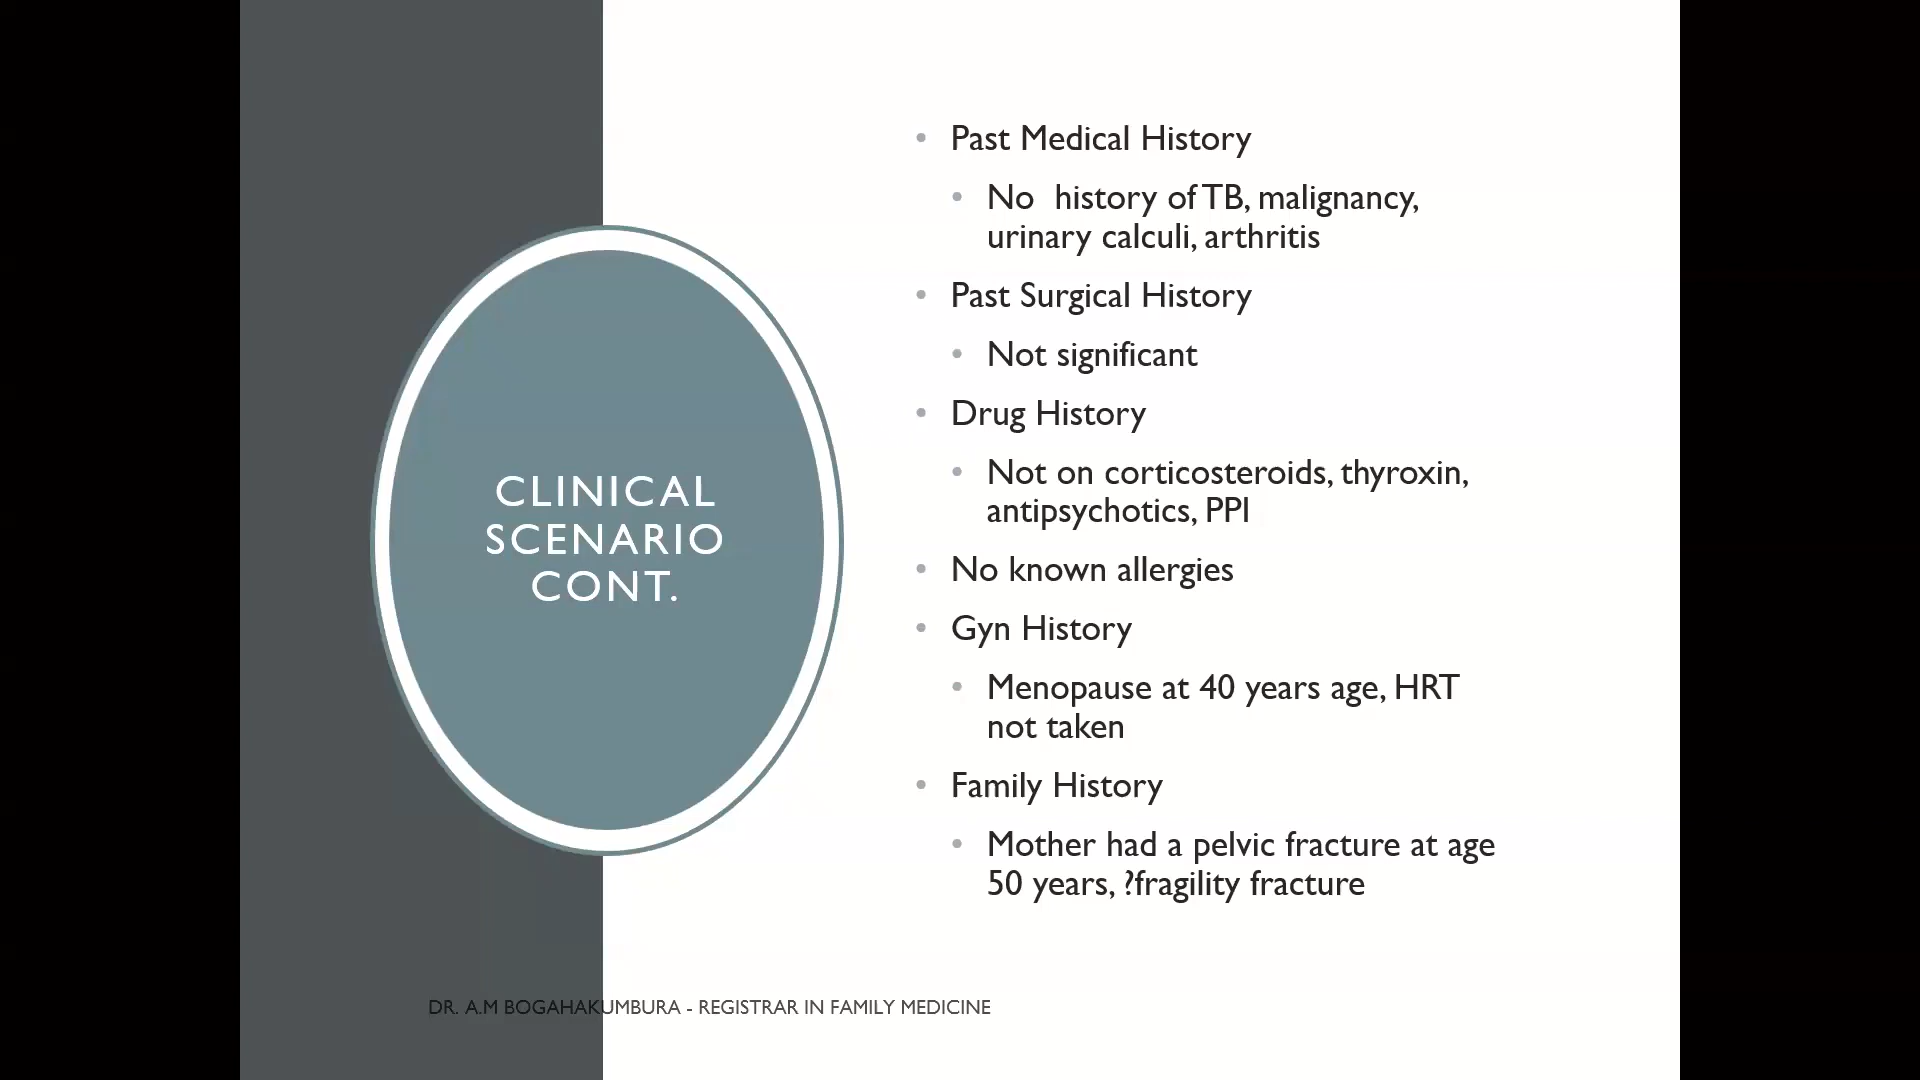 CLINICAL
SCENARIO
CONT.
• Past Medical History
• No history of TB, malignancy,
urinary calculi, arthritis
• Past Surgical History
• Not significant
• Drug History
• Not on corticosteroids, thyroxin,
antipsychotics, PPI
• No known allergies
• Gyn History
• Menopause at 40 years age, HRT
not taken
• Family History
• Mother had a pelvic fracture at age
50 years, ?fragility fracture
DR. A.M BOGAHAKUMBURA - REGISTRAR IN FAMILY MEDICINE